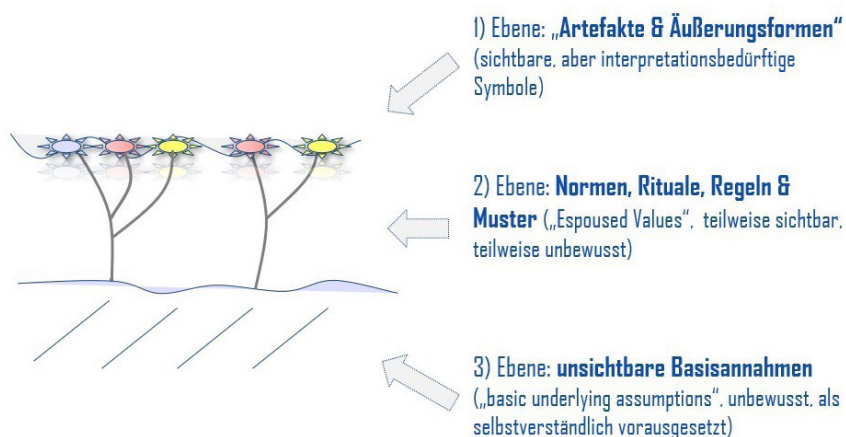 1) Ebene: „Artefakte & Äußerungsformen“
(sichtbare, aber interpretationsbedürftige
Symbole)
2) Ebene: Normen, Rituale, Regeln &
Muster („Espoused Values“, teilweise sichtbar,
teilweise unbewusst)
3) Ebene: unsichtbare Basisannahmen
(„basic underlying assumptions“, unbewusst, als
selbstverständlich vorausgesetzt)